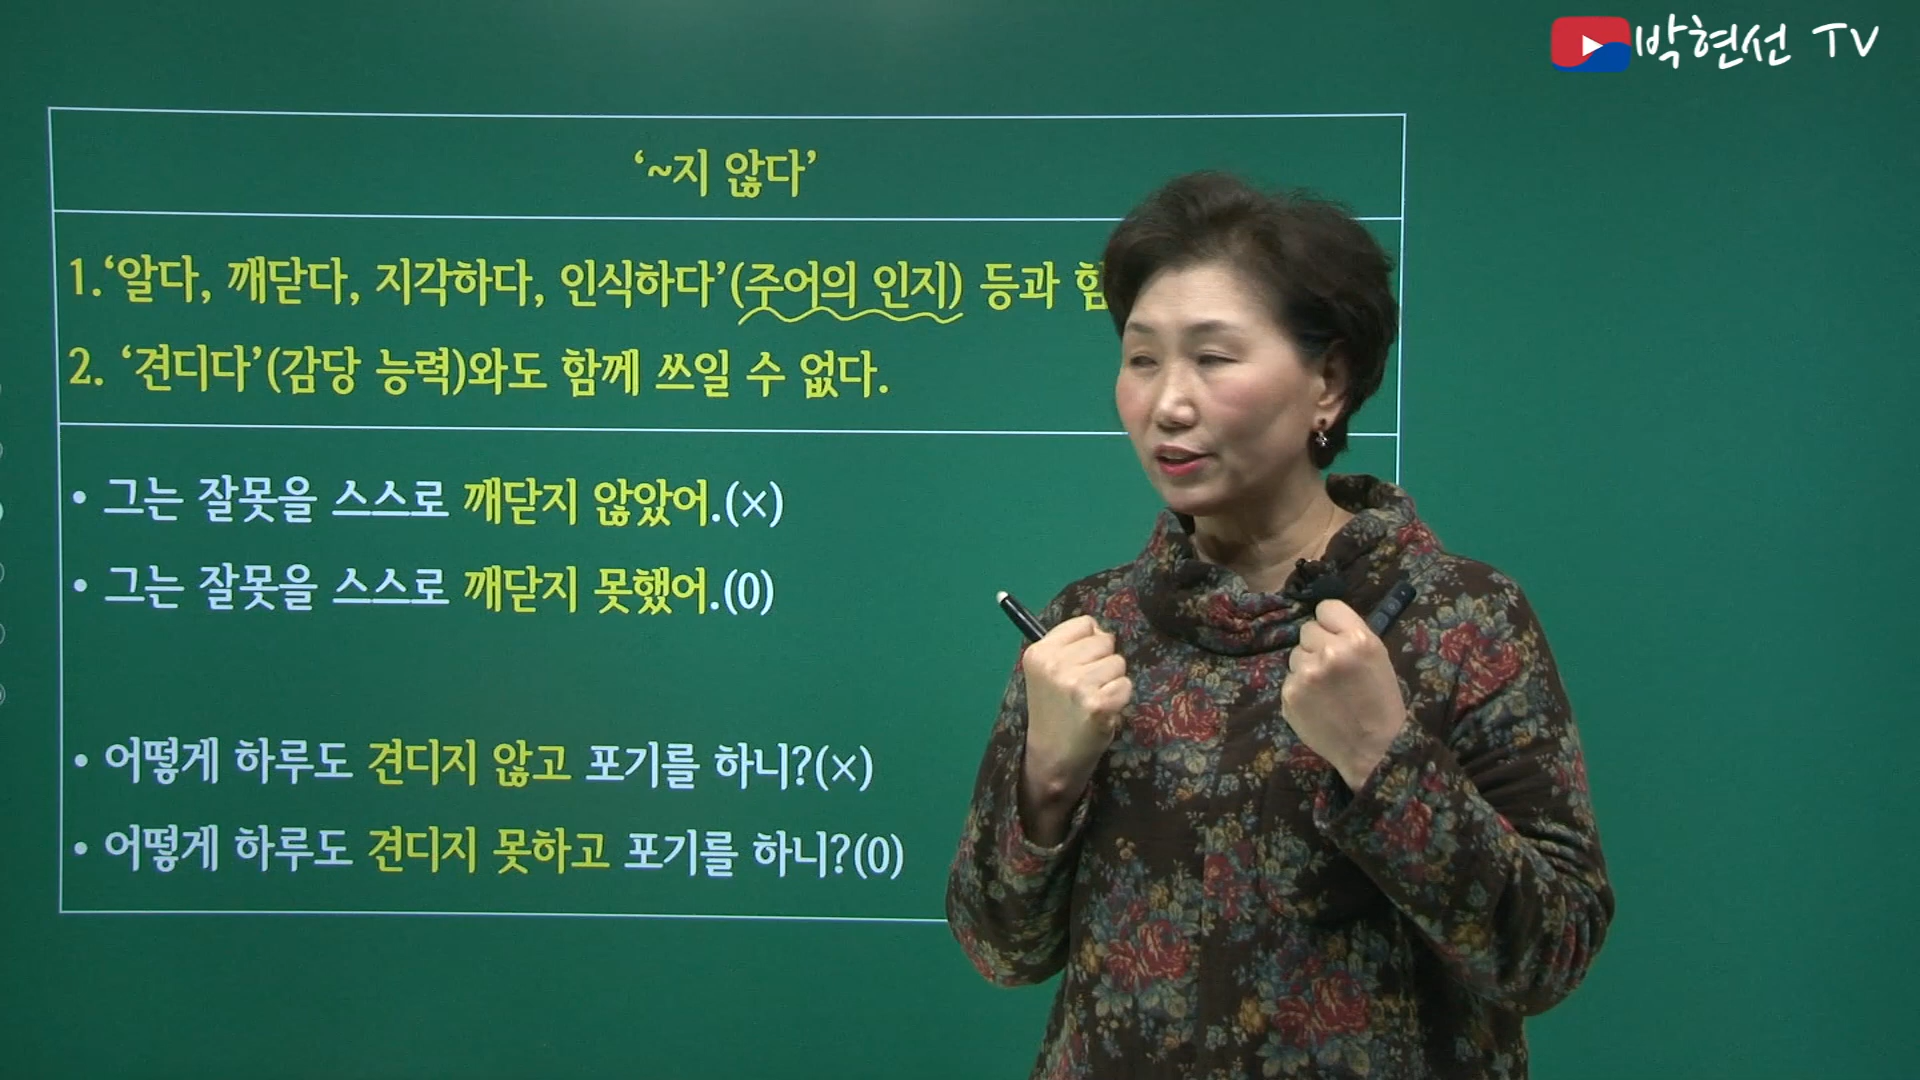 박현선 TV
‘~지 않다’
1.‘알다, 깨닫다, 지각하다, 인식하다’(주어의 인지) 등과
2. ‘견디다’(감당 능력)와도 함께 쓰일 수 없다.
• 그는 잘못을 스스로 깨닫지 않았어.(×)
• 그는 잘못을 스스로 깨닫지 못했어.(0)
• 어떻게 하루도 견디지 않고 포기를 하니?(×)
• 어떻게 하루도 견디지 못하고 포기를 하니?(0)